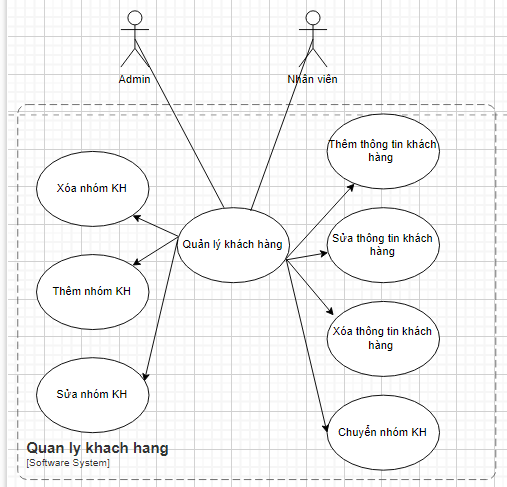 Admin
Nhân viên
Thêm thông tin khách
hàng
Xóa nhóm KH
Quản lý khách hàng
Sửa thông tin khách
hàng
Thêm nhóm KH
Xóa thông tin khách
hàng
Sửa nhóm KH
Chuyển nhóm KH
Quan ly khach hang
[Software System]